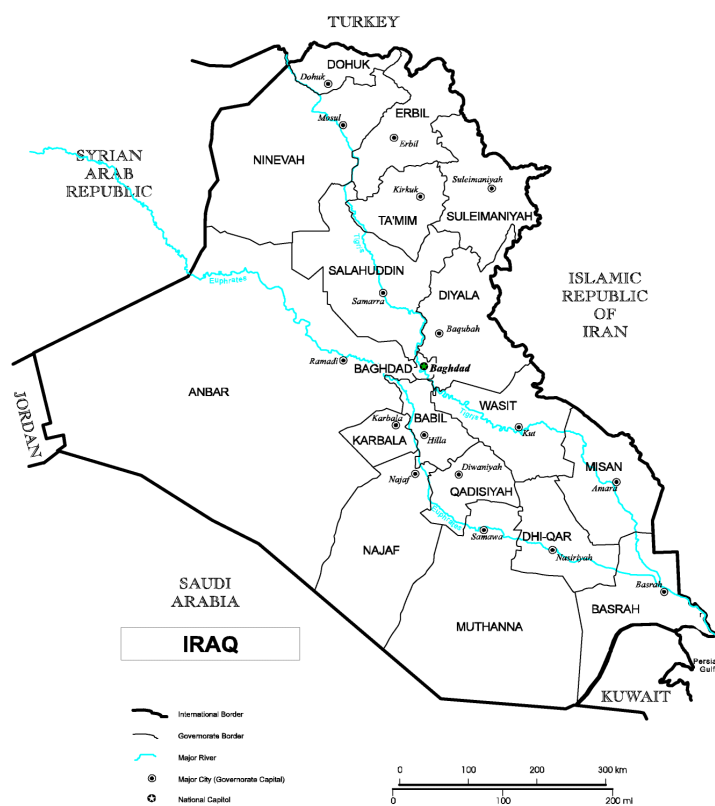 TURKEY
DOHUK
Dohuk
ERBIL
Mosul
Erbil
NINEVAH
SYRIAN
ARAB
REPUBLIC
Suleimaniyah
Kirkuk
TA'MIM
SULEIMANIYAH
Tigris
SALAHUDDIN
Euphrates
Samarra
DIYALA
ISLAMIC
REPUBLIC
OF
IRAN
Baqubah
Ramadi
BAGHDAD
Baghdad
ANBAR
JORDAN
WASIT
Tigris
BABIL
Karbala
Kut
KARBALA
Hilla
MISAN
Najaf
Diwaniyah
Amara
QADISIYAH
Euphrates
Samawa
DHI-QAR
NAJAF
Nasiriyah
SAUDI
ARABIA
Basrah
BASRAH
MUTHANNA
IRAQ
Persia
Gulf
KUWAIT
International Border
Governorate Border
Major River
Major City (Governorate Capital)
National Capitol
0 100 200 300 km
0 100 200 mi